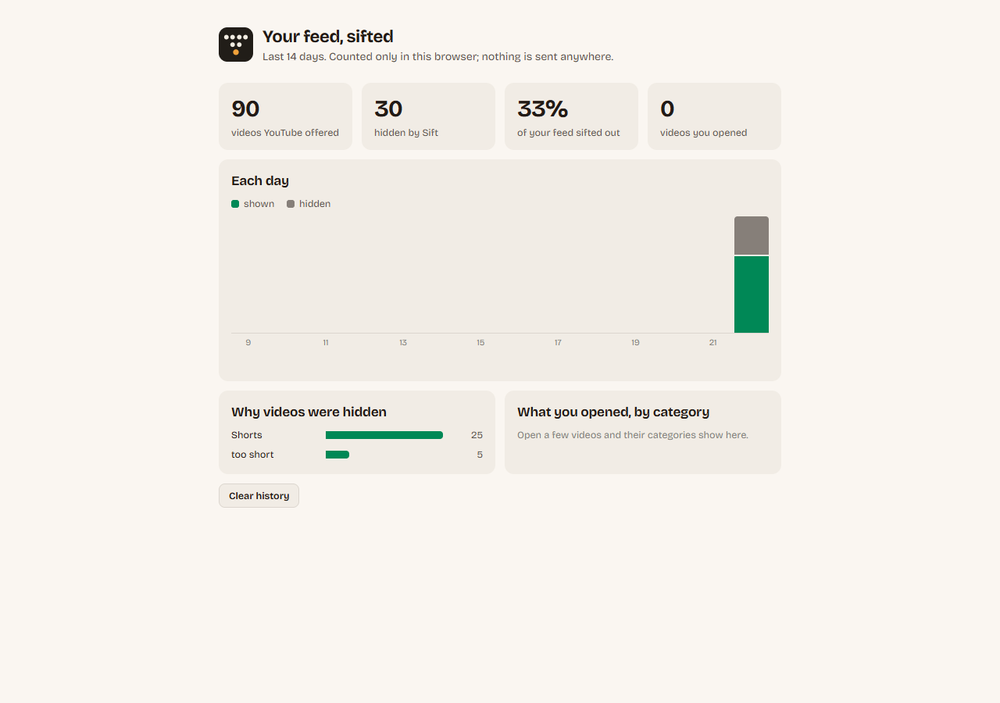 Your feed, sifted
Last 14 days. Counted only in this browser; nothing is sent anywhere.
90
videos YouTube offered
30
hidden by Sift
33%
of your feed sifted out
0
videos you opened
Each day
shown hidden
9 11 13 15 17 19 21
Why videos were hidden
Shorts 25
too short 5
What you opened, by category
Open a few videos and their categories show here.
Clear history